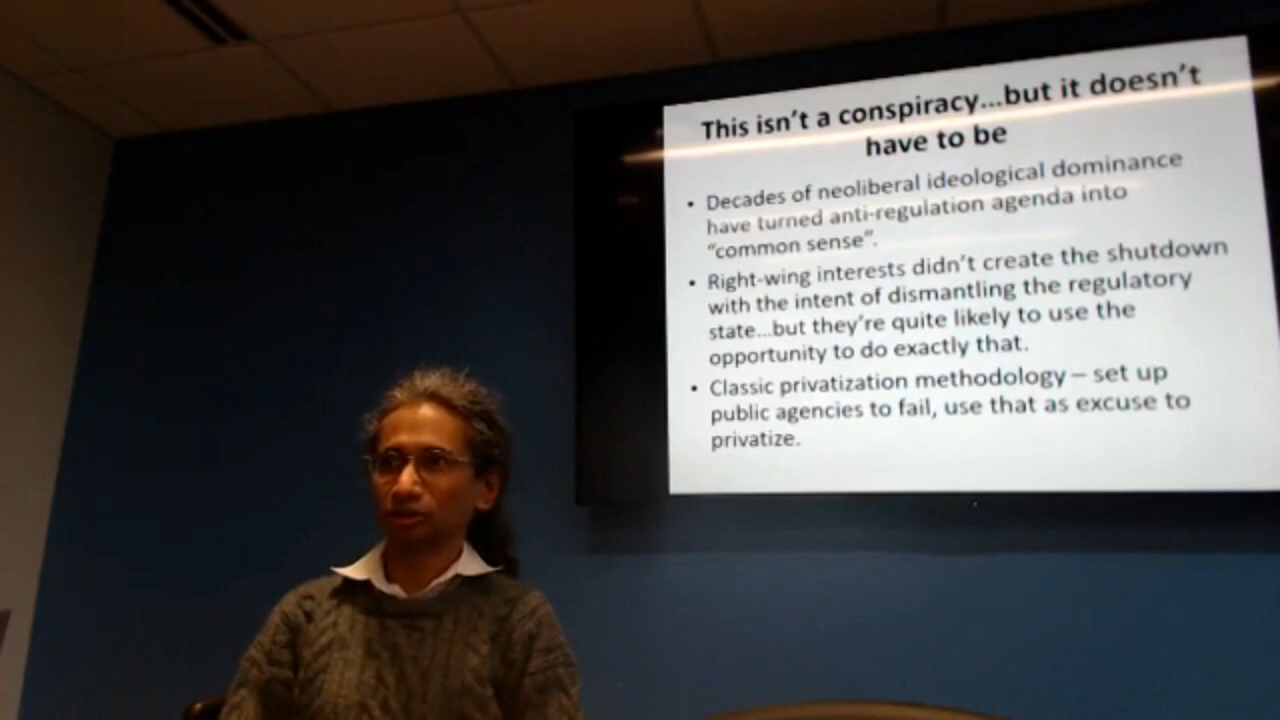 This isn't a conspiracy...but it doesn't
have to be
• Decades of neoliberal ideological dominance
have turned anti-regulation agenda into
“common sense”.
• Right-wing interests didn't create the shutdown
with the intent of dismantling the regulatory
state...but they're quite likely to use the
opportunity to do exactly that.
• Classic privatization methodology – set up
public agencies to fail, use that as excuse to
privatize.